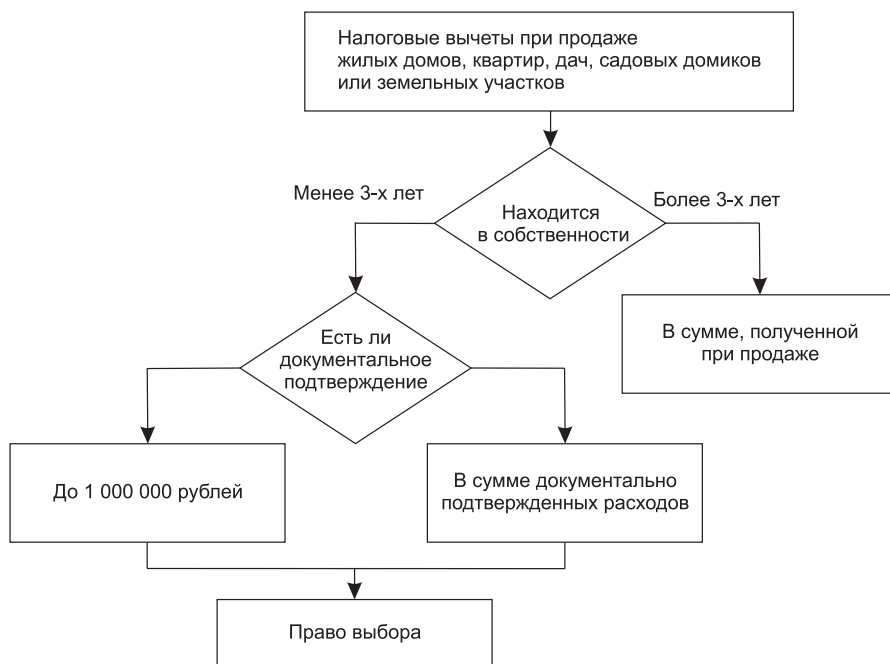 Налоговые вычеты при продаже
жилых домов, квартир, дач, садовых домиков
или земельных участков
Менее 3-х лет
Более 3-х лет
Находится
в собственности
Есть ли
документальное
подтверждение
В сумме, полученной
при продаже
До 1 000 000 рублей
В сумме документально
подтвержденных расходов
Право выбора